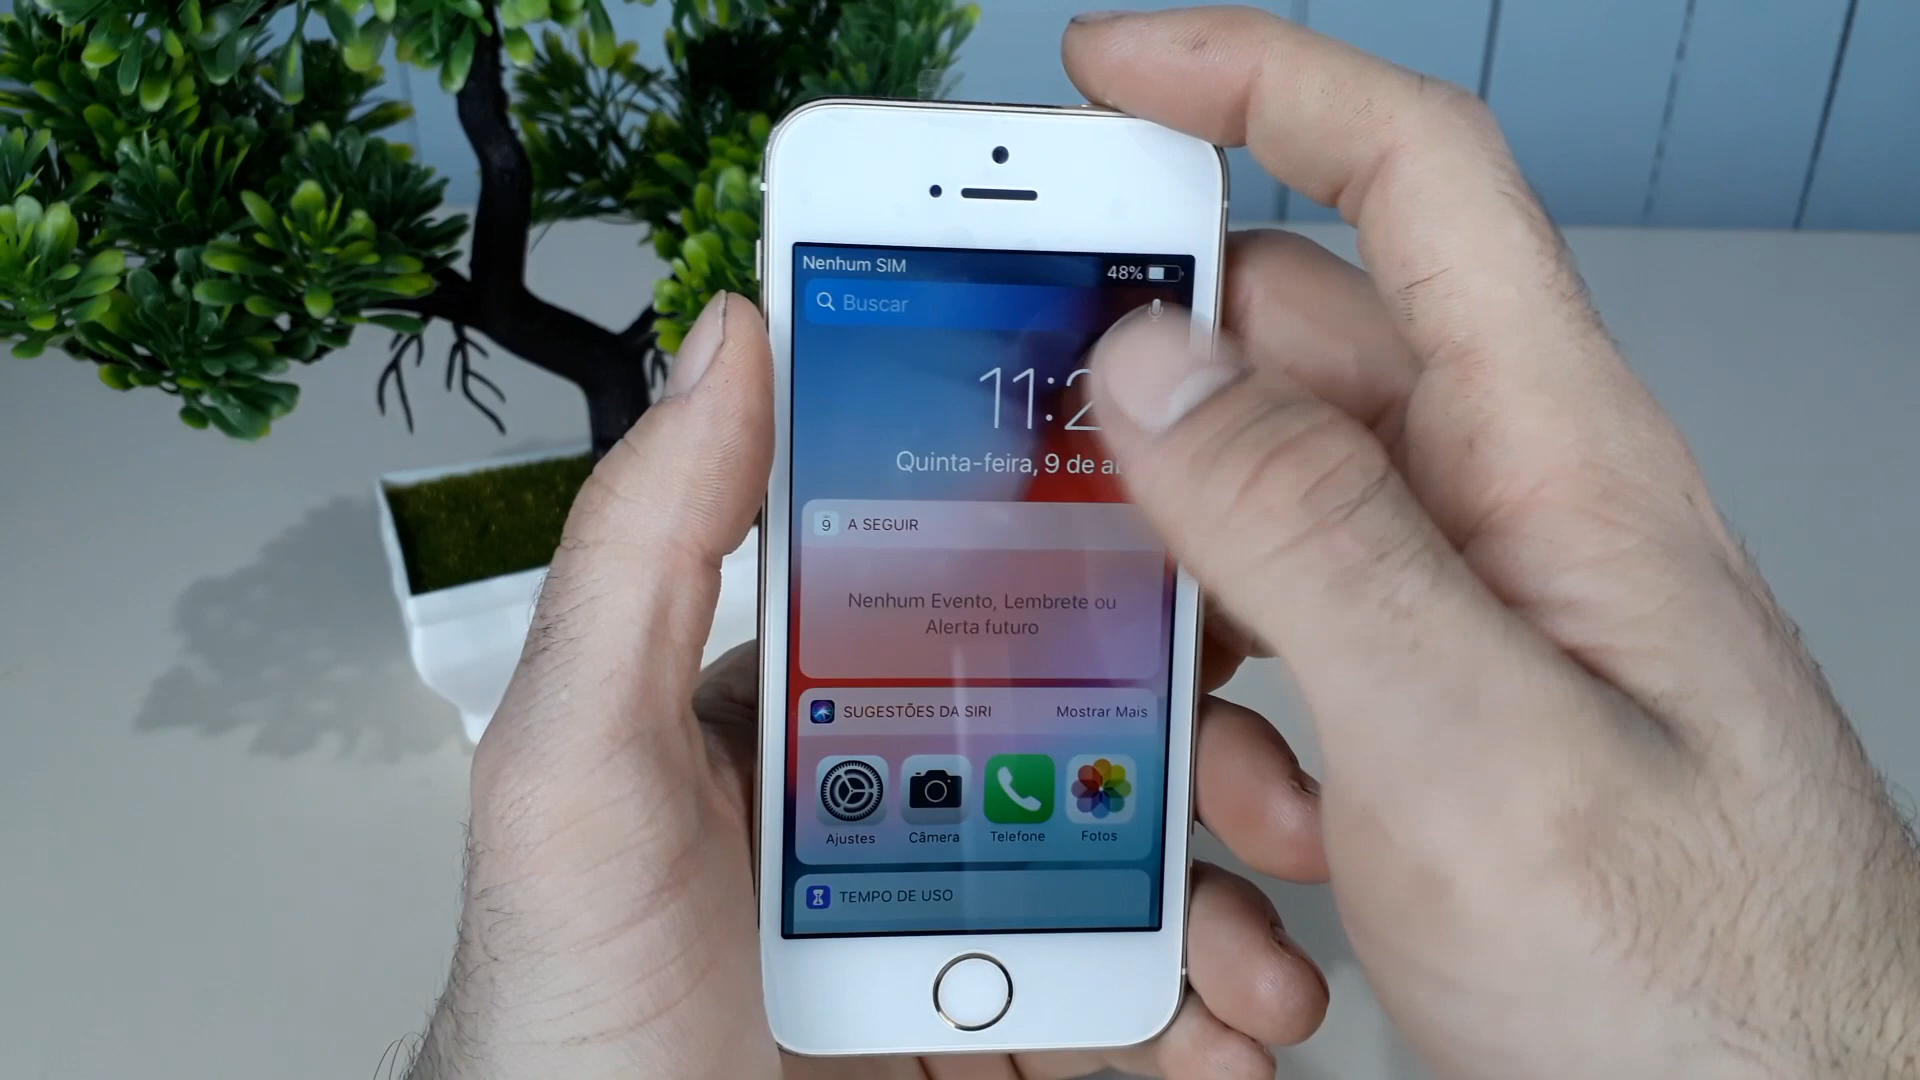 Nenhum SIM 48%
Buscar
11:2
Quinta-feira, 9 de
9 A SEGUIR
Nenhum Evento, Lembrete ou
Alerta futuro
SUGESTÕES DA SIRI Mostrar Mais
Ajustes Câmera Telefone Fotos
TEMPO DE USO